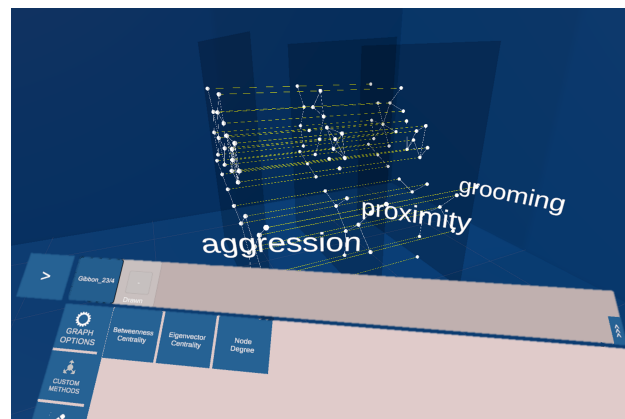 grooming
proximity
aggression
>
Gibbon_23/4
Drawn
GRAPH
OPTIONS
Betweenness
Centrality
Eigenvector
Centrality
Node
Degree
CUSTOM
METHODS